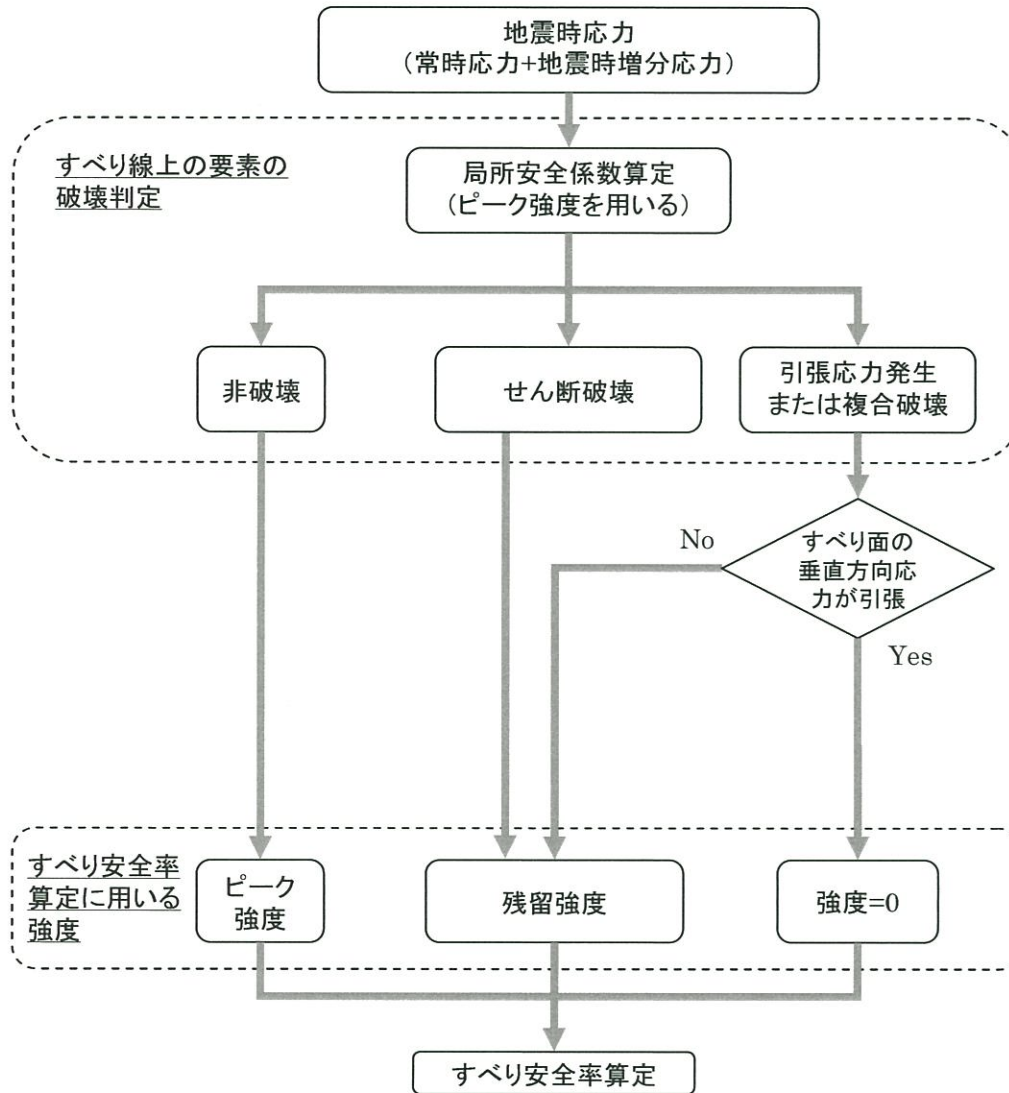 地震時応力
(常時応力+地震時増分応力)
すべり線上の要素の
破壊判定
局所安全係数算定
(ピーク強度を用いる)
非破壊
せん断破壊
引張応力発生
または複合破壊
No
すべり面の
垂直方向応
力が引張
Yes
すべり安全率
算定に用いる
強度
ピーク
強度
残留強度
強度=0
すべり安全率算定